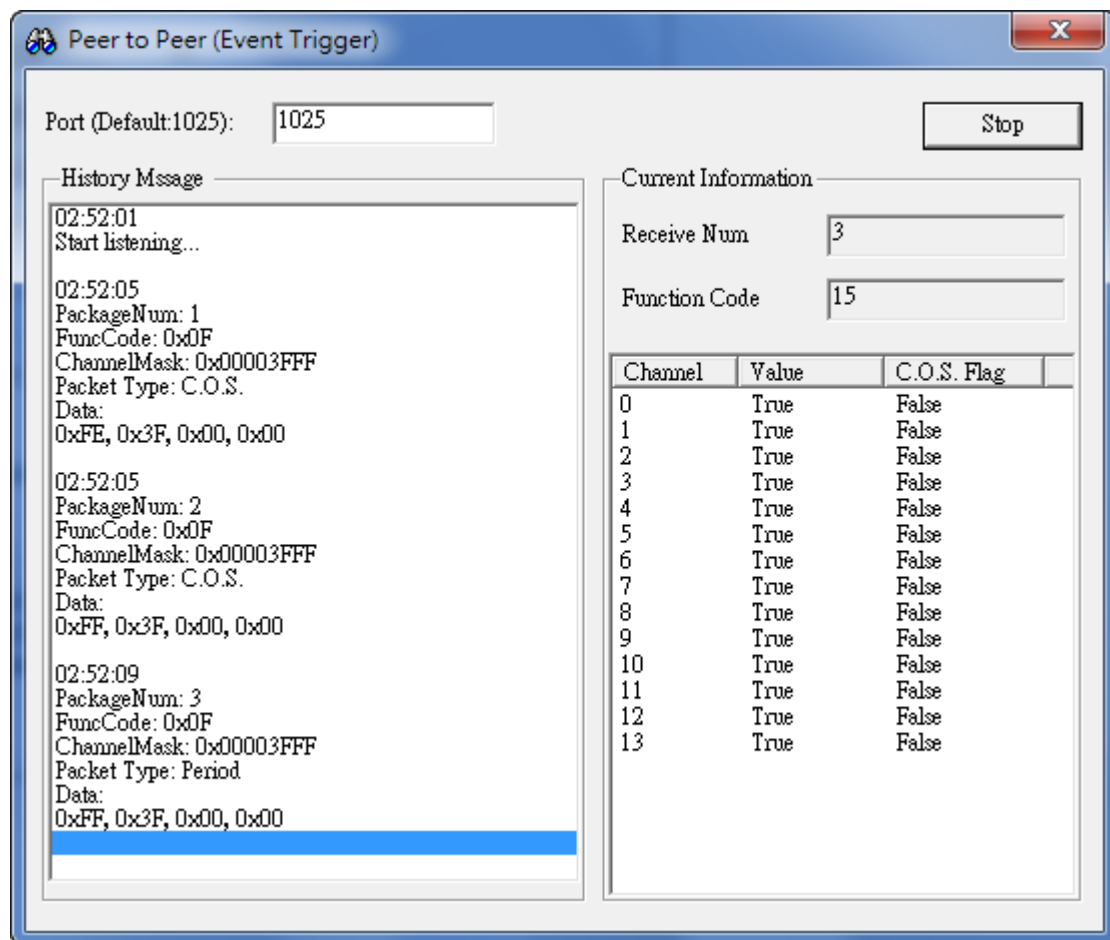 Peer to Peer (Event Trigger)
Port (Default:1025): 1025
Stop
History Mssage
02:52:01
Start listening...
02:52:05
PackageNum: 1
FuncCode: 0x0F
ChannelMask: 0x00003FFF
Packet Type: C.O.S.
Data:
0xFE, 0x3F, 0x00, 0x00
02:52:05
PackageNum: 2
FuncCode: 0x0F
ChannelMask: 0x00003FFF
Packet Type: C.O.S.
Data:
0xFF, 0x3F, 0x00, 0x00
02:52:09
PackageNum: 3
FuncCode: 0x0F
ChannelMask: 0x00003FFF
Packet Type: Period
Data:
0xFF, 0x3F, 0x00, 0x00
Current Information
Receive Num 3
Function Code 15
Channel Value C.O.S. Flag
0 True False
1 True False
2 True False
3 True False
4 True False
5 True False
6 True False
7 True False
8 True False
9 True False
10 True False
11 True False
12 True False
13 True False